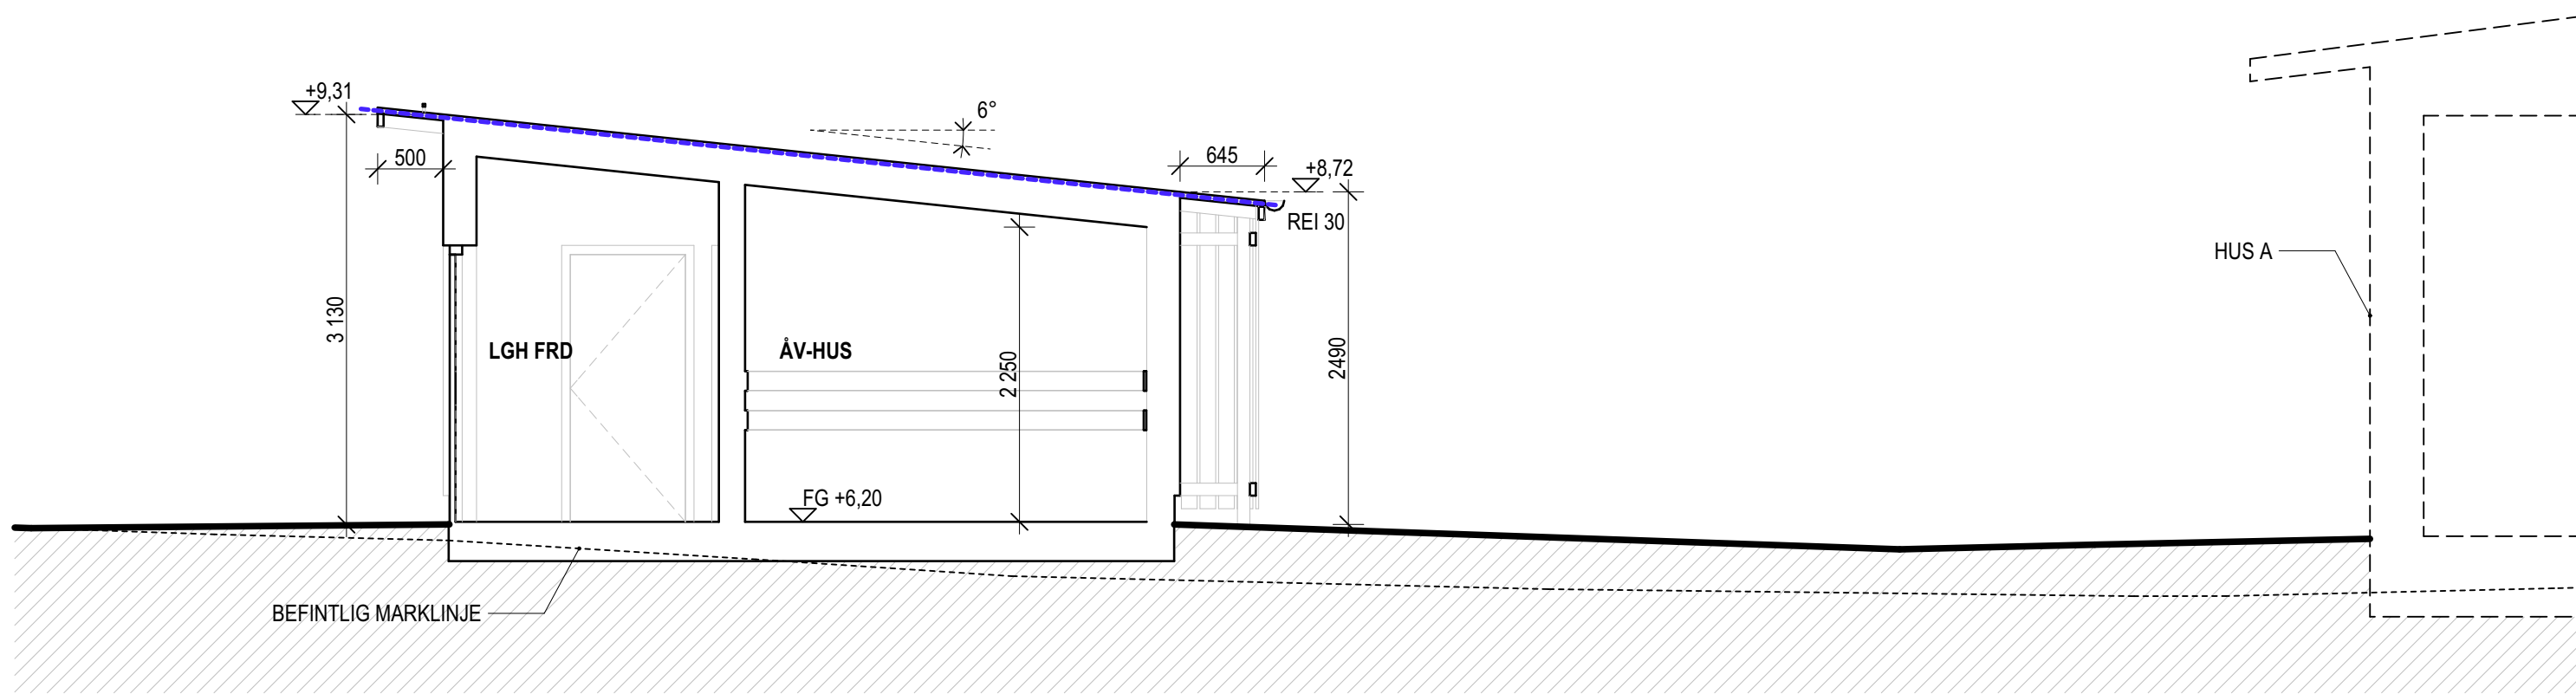 +9,31
6°
500
645
+8,72
REI 30
HUS A
3 130
LGH FRD
ÅV-HUS
2 250
2490
FG +6,20
BEFINTLIG MARKLINJE